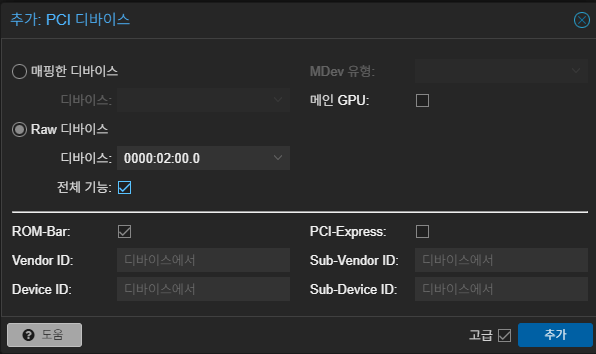 추가: PCI 디바이스
매핑한 디바이스
MDev 유형:
디바이스:
메인 GPU:
Raw 디바이스
디바이스: 0000:02:00.0
전체 기능:
ROM-Bar:
PCI-Express:
Vendor ID: 디바이스에서
Sub-Vendor ID: 디바이스에서
Device ID: 디바이스에서
Sub-Device ID: 디바이스에서
도움
고급
추가